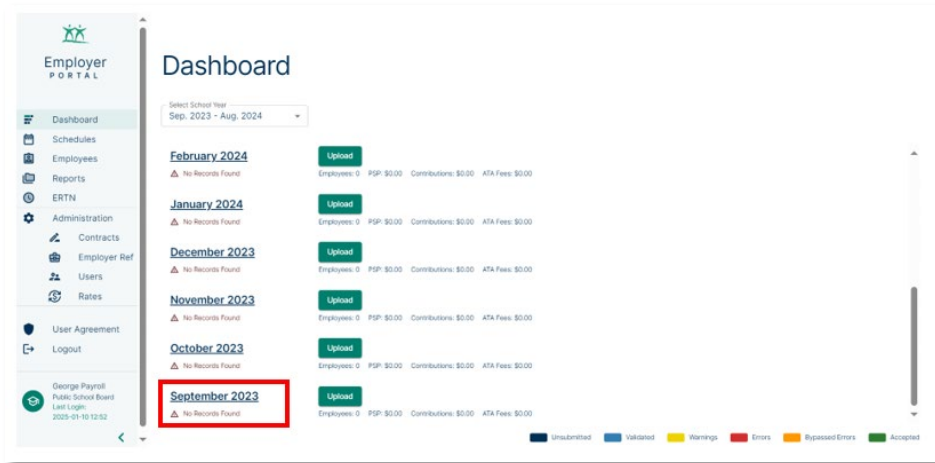 Employer
PORTAL
Dashboard
Schedules
Employees
Reports
ERTN
Administration
Contracts
Employer Ref
Users
Rates
User Agreement
Logout
George Payroll
Public School Board
Last Login:
2025-01-10 12:52
Dashboard
Select School Year
Sep. 2023 - Aug. 2024
February 2024 Upload
No Records Found Employees: 0 PSP: $0.00 Contributions: $0.00 ATA Fees: $0.00
January 2024 Upload
No Records Found Employees: 0 PSP: $0.00 Contributions: $0.00 ATA Fees: $0.00
December 2023 Upload
No Records Found Employees: 0 PSP: $0.00 Contributions: $0.00 ATA Fees: $0.00
November 2023 Upload
No Records Found Employees: 0 PSP: $0.00 Contributions: $0.00 ATA Fees: $0.00
October 2023 Upload
No Records Found Employees: 0 PSP: $0.00 Contributions: $0.00 ATA Fees: $0.00
September 2023 Upload
No Records Found Employees: 0 PSP: $0.00 Contributions: $0.00 ATA Fees: $0.00
Unsubmitted Validated Warnings Errors Bypassed Errors Accepted